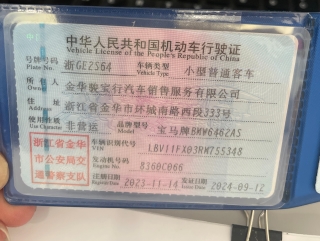 中华人民共和国机动车行驶证
Vehicle License of the People's Republic of China
号牌号码 浙GE2S64 车辆类型 小型普通客车
Plate No. Vehicle Type
所有人 金华骏宝行汽车销售服务有限公司
Owner
住址 浙江省金华市环城南路西段333号
Address
使用性质 非营运 品牌型号 宝马牌BMW6462AS
Use Character Model
浙江省金华 车辆识别代号
VIN
市公安局交 发动机号码 8360C066
Engine No.
通警察支队 注册日期 2023-11-14 发证日期 2024-09-12
Register Date Issue Date